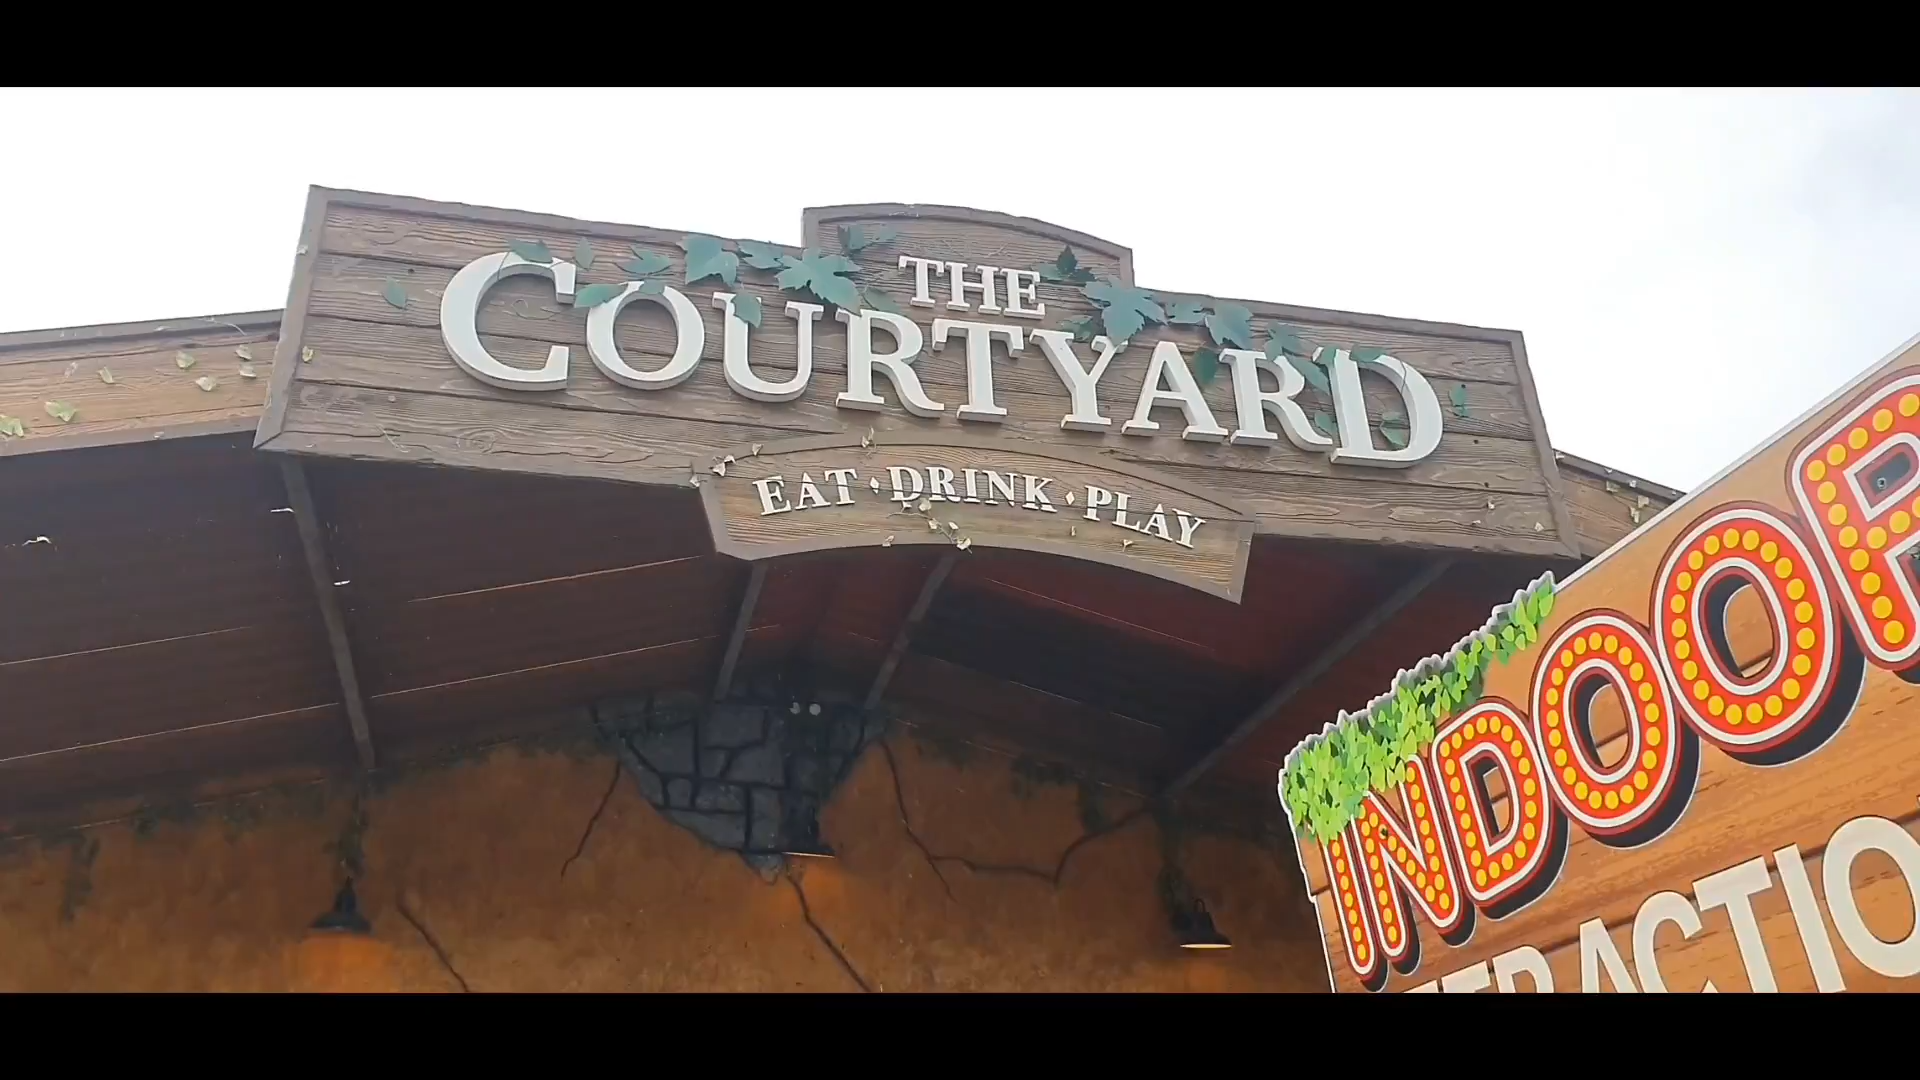 THE
COURTYARD
EAT · DRINK · PLAY
INDOOR